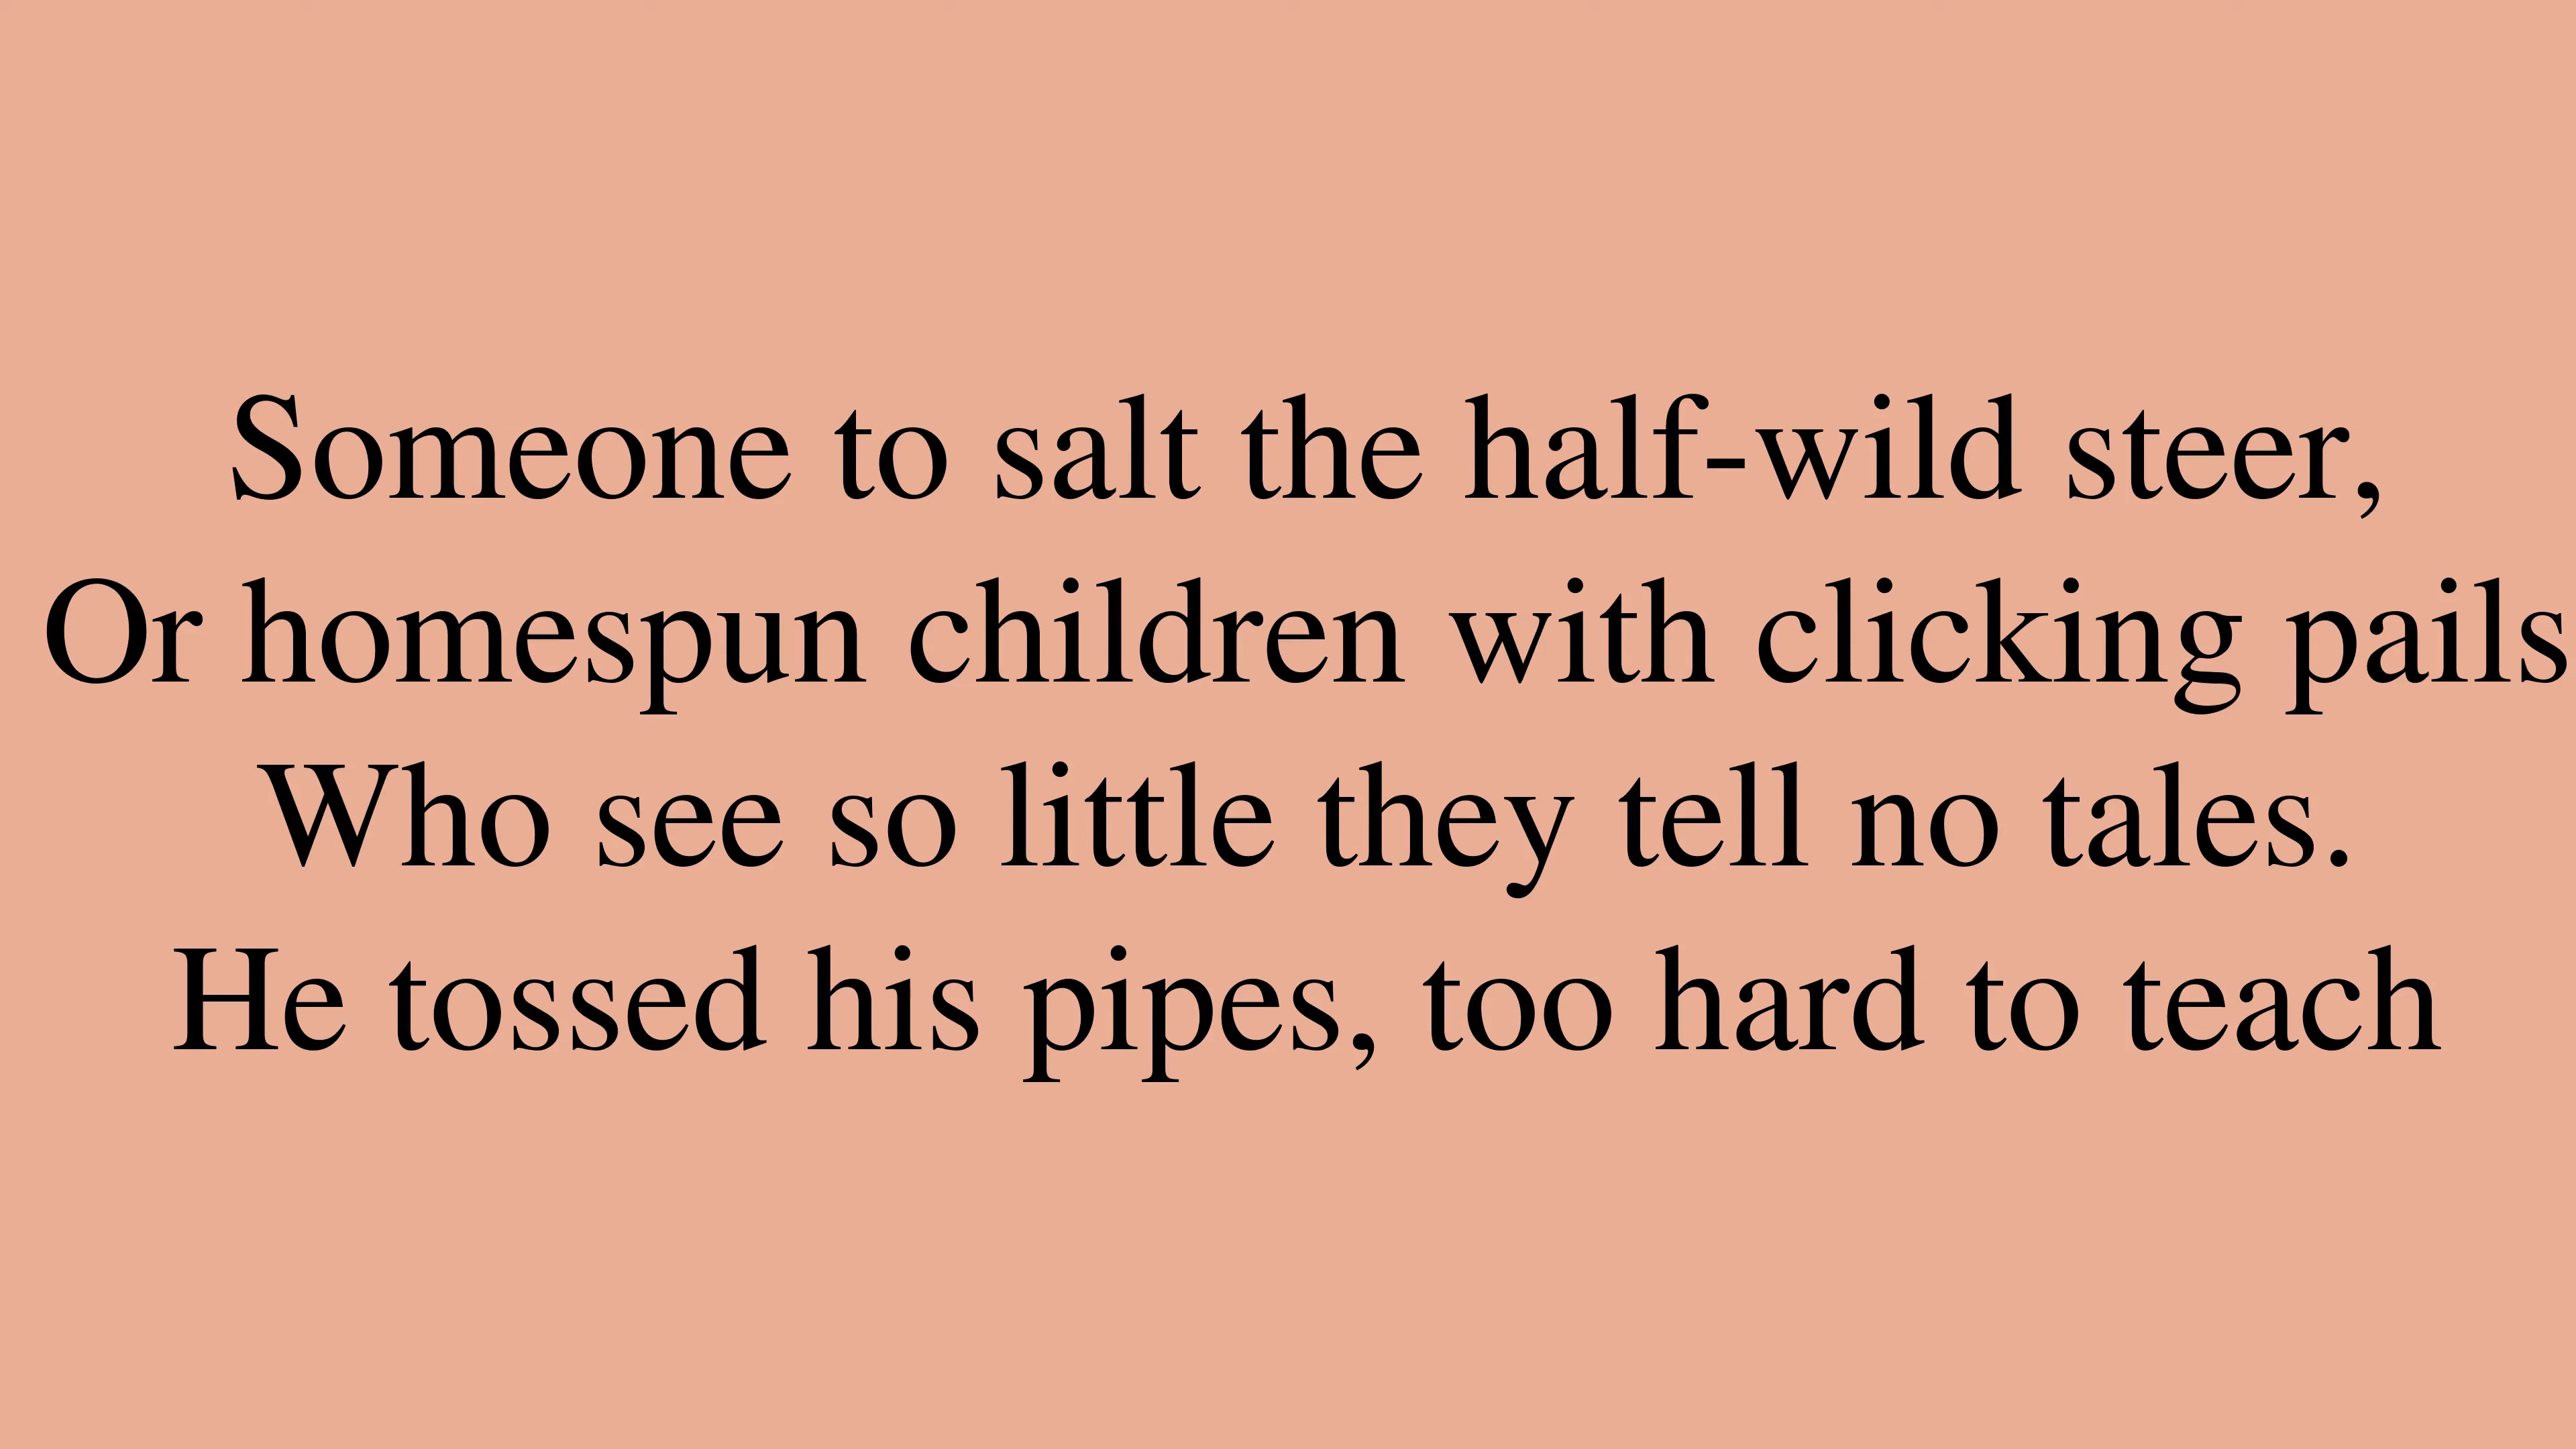 Someone to salt the half-wild steer,
Or homespun children with clicking pails
Who see so little they tell no tales.
He tossed his pipes, too hard to teach